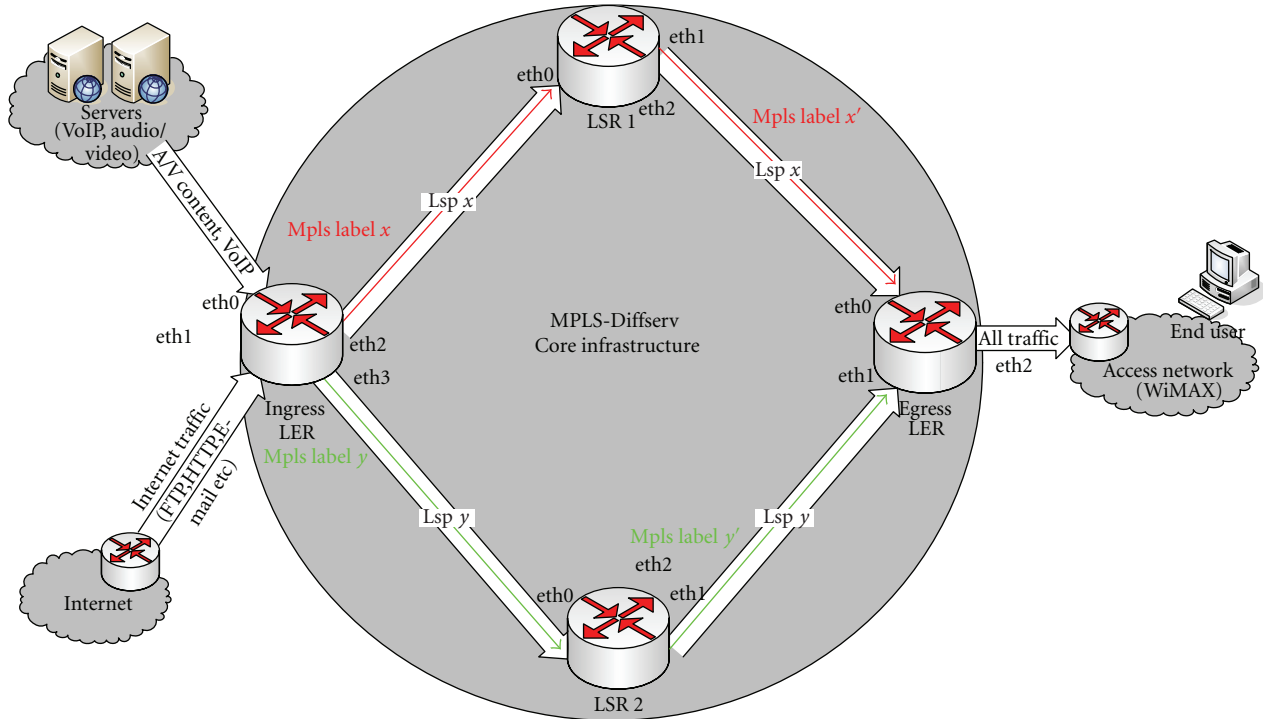 Servers
(VoIP, audio/
video)
A/V content, VoIP
eth0
eth1
Internet traffic
(FTP,HTTP,E-
mail etc)
Internet
Ingress
LER
eth2
eth3
Mpls label x
Lsp x
Mpls label y
Lsp y
eth0
eth1
eth2
LSR 1
Mpls label x′
Lsp x
MPLS-Diffserv
Core infrastructure
eth0
eth2
eth1
LSR 2
Mpls label y′
Lsp y
eth0
eth1
Egress
LER
All traffic
eth2
End user
Access network
(WiMAX)